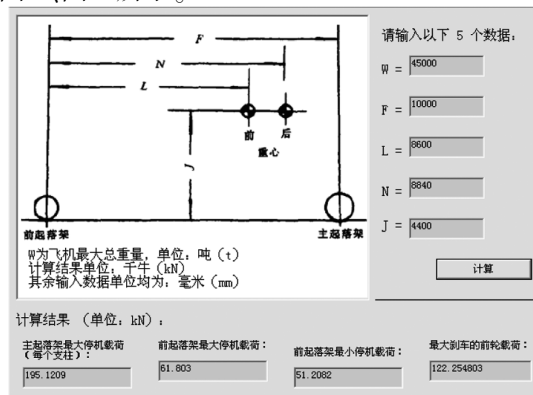 请输入以下 5 个数据:
F
N
L
J
前 后
重心
前起落架
主起落架
W为飞机最大总重量, 单位: 吨 (t)
计算结果单位: 千牛 (kN)
其余输入数据单位均为: 毫米 (mm)
W = 45000
F = 10000
L = 8600
N = 8840
J = 4400
计算
计算结果 (单位: kN) :
主起落架最大停机载荷
(每个支柱) :
195.1209
前起落架最大停机载荷:
61.803
前起落架最小停机载荷:
51.2082
最大刹车的前轮载荷:
122.254803